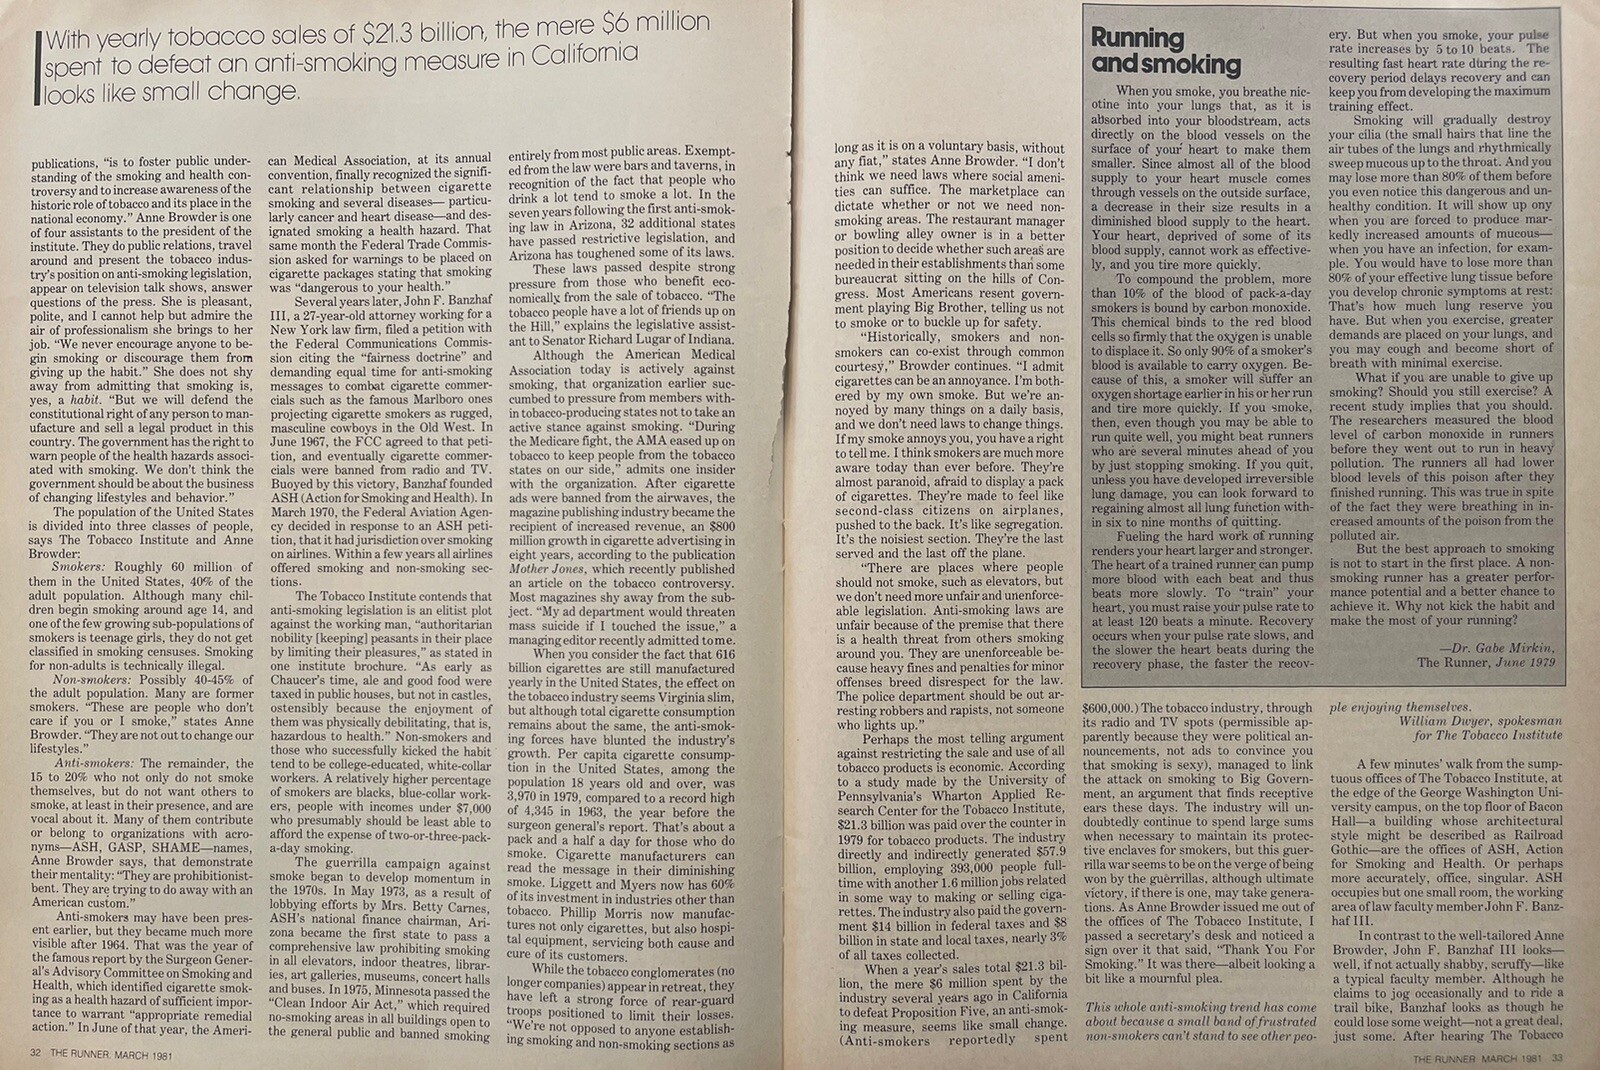 With yearly tobacco sales of $21.3 billion, the mere $6 million
spent to defeat an anti-smoking measure in California
looks like small change.
publications, “is to foster public under-
standing of the smoking and health con-
troversy and to increase awareness of the
historic role of tobacco and its place in the
national economy.” Anne Browder is one
of four assistants to the president of the
institute. They do public relations, travel
around and present the tobacco indus-
try’s position on anti-smoking legislation,
appear on television talk shows, answer
questions of the press. She is pleasant,
polite, and I cannot help but admire the
air of professionalism she brings to her
job. “We never encourage anyone to be-
gin smoking or discourage them from
giving up the habit.” She does not shy
away from admitting that smoking is,
yes, a habit. “But we will defend the
constitutional right of any person to man-
ufacture and sell a legal product in this
country. The government has the right to
warn people of the health hazards associ-
ated with smoking. We don’t think the
government should be about the business
of changing lifestyles and behavior.”
The population of the United States
is divided into three classes of people,
says The Tobacco Institute and Anne
Browder:
Smokers: Roughly 60 million of
them in the United States, 40% of the
adult population. Although many chil-
dren begin smoking around age 14, and
one of the few growing sub-populations of
smokers is teenage girls, they do not get
classified in smoking censuses. Smoking
for non-adults is technically illegal.
Non-smokers: Possibly 40-45% of
the adult population. Many are former
smokers. “These are people who don’t
care if you or I smoke,” states Anne
Browder. “They are not out to change our
lifestyles.”
Anti-smokers: The remainder, the
15 to 20% who not only do not smoke
themselves, but do not want others to
smoke, at least in their presence, and are
vocal about it. Many of them contribute
or belong to organizations with acro-
nyms—ASH, GASP, SHAME—names,
Anne Browder says, that demonstrate
their mentality: “They are prohibitionist-
bent. They are trying to do away with an
American custom.”
Anti-smokers may have been pres-
ent earlier, but they became much more
visible after 1964. That was the year of
the famous report by the Surgeon Gener-
al’s Advisory Committee on Smoking and
Health, which identified cigarette smok-
ing as a health hazard of sufficient impor-
tance to warrant “appropriate remedial
action.” In June of that year, the Ameri-
can Medical Association, at its annual
convention, finally recognized the signifi-
cant relationship between cigarette
smoking and several diseases— particu-
larly cancer and heart disease—and des-
ignated smoking a health hazard. That
same month the Federal Trade Commis-
sion asked for warnings to be placed on
cigarette packages stating that smoking
was “dangerous to your health.”
Several years later, John F. Banzhaf
III, a 27-year-old attorney working for a
New York law firm, filed a petition with
the Federal Communications Commis-
sion citing the “fairness doctrine” and
demanding equal time for anti-smoking
messages to combat cigarette commer-
cials such as the famous Marlboro ones
projecting cigarette smokers as rugged,
masculine cowboys in the Old West. In
June 1967, the FCC agreed to that peti-
tion, and eventually cigarette commer-
cials were banned from radio and TV.
Buoyed by this victory, Banzhaf founded
ASH (Action for Smoking and Health). In
March 1970, the Federal Aviation Agen-
cy decided in response to an ASH peti-
tion, that it had jurisdiction over smoking
on airlines. Within a few years all airlines
offered smoking and non-smoking sec-
tions.
The Tobacco Institute contends that
anti-smoking legislation is an elitist plot
against the working man, “authoritarian
nobility [keeping] peasants in their place
by limiting their pleasures,” as stated in
one institute brochure. “As early as
Chaucer’s time, ale and good food were
taxed in public houses, but not in castles,
ostensibly because the enjoyment of
them was physically debilitating, that is,
hazardous to health.” Non-smokers and
those who successfully kicked the habit
tend to be college-educated, white-collar
workers. A relatively higher percentage
of smokers are blacks, blue-collar work-
ers, people with incomes under $7,000
who presumably should be least able to
afford the expense of two-or-three-pack-
a-day smoking.
The guerrilla campaign against
smoke began to develop momentum in
the 1970s. In May 1973, as a result of
lobbying efforts by Mrs. Betty Carnes,
ASH’s national finance chairman, Ari-
zona became the first state to pass a
comprehensive law prohibiting smoking
in all elevators, indoor theatres, librar-
ies, art galleries, museums, concert halls
and buses. In 1975, Minnesota passed the
“Clean Indoor Air Act,” which required
no-smoking areas in all buildings open to
the general public and banned smoking
entirely from most public areas. Exempt-
ed from the law were bars and taverns, in
recognition of the fact that people who
drink a lot tend to smoke a lot. In the
seven years following the first anti-smok-
ing law in Arizona, 32 additional states
have passed restrictive legislation, and
Arizona has toughened some of its laws.
These laws passed despite strong
pressure from those who benefit eco-
nomically from the sale of tobacco. “The
tobacco people have a lot of friends up on
the Hill,” explains the legislative assist-
ant to Senator Richard Lugar of Indiana.
Although the American Medical
Association today is actively against
smoking, that organization earlier suc-
cumbed to pressure from members with-
in tobacco-producing states not to take an
active stance against smoking. “During
the Medicare fight, the AMA eased up on
tobacco to keep people from the tobacco
states on our side,” admits one insider
with the organization. After cigarette
ads were banned from the airwaves, the
magazine publishing industry became the
recipient of increased revenue, an $800
million growth in cigarette advertising in
eight years, according to the publication
Mother Jones, which recently published
an article on the tobacco controversy.
Most magazines shy away from the sub-
ject. “My ad department would threaten
mass suicide if I touched the issue,” a
managing editor recently admitted to me.
When you consider the fact that 616
billion cigarettes are still manufactured
yearly in the United States, the effect on
the tobacco industry seems Virginia slim,
but although total cigarette consumption
remains about the same, the anti-smok-
ing forces have blunted the industry’s
growth. Per capita cigarette consump-
tion in the United States, among the
population 18 years old and over, was
3,970 in 1979, compared to a record high
of 4,345 in 1963, the year before the
surgeon general’s report. That’s about a
pack and a half a day for those who do
smoke. Cigarette manufacturers can
read the message in their diminishing
smoke. Liggett and Myers now has 60%
of its investment in industries other than
tobacco. Phillip Morris now manufac-
tures not only cigarettes, but also hospi-
tal equipment, servicing both cause and
cure of its customers.
While the tobacco conglomerates (no
longer companies) appear in retreat, they
have left a strong force of rear-guard
troops positioned to limit their losses.
“We’re not opposed to anyone establish-
ing smoking and non-smoking sections as
32 THE RUNNER MARCH 1981
long as it is on a voluntary basis, without
any fiat,” states Anne Browder. “I don’t
think we need laws where social ameni-
ties can suffice. The marketplace can
dictate whether or not we need non-
smoking areas. The restaurant manager
or bowling alley owner is in a better
position to decide whether such areas are
needed in their establishments than some
bureaucrat sitting on the hills of Con-
gress. Most Americans resent govern-
ment playing Big Brother, telling us not
to smoke or to buckle up for safety.
“Historically, smokers and non-
smokers can co-exist through common
courtesy,” Browder continues. “I admit
cigarettes can be an annoyance. I’m both-
ered by my own smoke. But we’re an-
noyed by many things on a daily basis,
and we don’t need laws to change things.
If my smoke annoys you, you have a right
to tell me. I think smokers are much more
aware today than ever before. They’re
almost paranoid, afraid to display a pack
of cigarettes. They’re made to feel like
second-class citizens on airplanes,
pushed to the back. It’s like segregation.
It’s the noisiest section. They’re the last
served and the last off the plane.
“There are places where people
should not smoke, such as elevators, but
we don’t need more unfair and unenforce-
able legislation. Anti-smoking laws are
unfair because of the premise that there
is a health threat from others smoking
around you. They are unenforceable be-
cause heavy fines and penalties for minor
offenses breed disrespect for the law.
The police department should be out ar-
resting robbers and rapists, not someone
who lights up.”
Perhaps the most telling argument
against restricting the sale and use of all
tobacco products is economic. According
to a study made by the University of
Pennsylvania’s Wharton Applied Re-
search Center for the Tobacco Institute,
$21.3 billion was paid over the counter in
1979 for tobacco products. The industry
directly and indirectly generated $57.9
billion, employing 393,000 people full-
time with another 1.6 million jobs related
in some way to making or selling ciga-
rettes. The industry also paid the govern-
ment $14 billion in federal taxes and $8
billion in state and local taxes, nearly 3%
of all taxes collected.
When a year’s sales total $21.3 bil-
lion, the mere $6 million spent by the
industry several years ago in California
to defeat Proposition Five, an anti-smok-
ing measure, seems like small change.
(Anti-smokers reportedly spent
Running
and smoking
When you smoke, you breathe nic-
otine into your lungs that, as it is
absorbed into your bloodstream, acts
directly on the blood vessels on the
surface of your heart to make them
smaller. Since almost all of the blood
supply to your heart muscle comes
through vessels on the outside surface,
a decrease in their size results in a
diminished blood supply to the heart.
Your heart, deprived of some of its
blood supply, cannot work as effective-
ly, and you tire more quickly.
To compound the problem, more
than 10% of the blood of pack-a-day
smokers is bound by carbon monoxide.
This chemical binds to the red blood
cells so firmly that the oxygen is unable
to displace it. So only 90% of a smoker’s
blood is available to carry oxygen. Be-
cause of this, a smoker will suffer an
oxygen shortage earlier in his or her run
and tire more quickly. If you smoke,
then, even though you may be able to
run quite well, you might beat runners
who are several minutes ahead of you
by just stopping smoking. If you quit,
unless you have developed irreversible
lung damage, you can look forward to
regaining almost all lung function with-
in six to nine months of quitting.
Fueling the hard work of running
renders your heart larger and stronger.
The heart of a trained runner can pump
more blood with each beat and thus
beats more slowly. To “train” your
heart, you must raise your pulse rate to
at least 120 beats a minute. Recovery
occurs when your pulse rate slows, and
the slower the heart beats during the
recovery phase, the faster the recov-
ery. But when you smoke, your pulse
rate increases by 5 to 10 beats. The
resulting fast heart rate during the re-
covery period delays recovery and can
keep you from developing the maximum
training effect.
Smoking will gradually destroy
your cilia (the small hairs that line the
air tubes of the lungs and rhythmically
sweep mucous up to the throat. And you
may lose more than 80% of them before
you even notice this dangerous and un-
healthy condition. It will show up ony
when you are forced to produce mar-
kedly increased amounts of mucous—
when you have an infection, for exam-
ple. You would have to lose more than
80% of your effective lung tissue before
you develop chronic symptoms at rest:
That’s how much lung reserve you
have. But when you exercise, greater
demands are placed on your lungs, and
you may cough and become short of
breath with minimal exercise.
What if you are unable to give up
smoking? Should you still exercise? A
recent study implies that you should.
The researchers measured the blood
level of carbon monoxide in runners
before they went out to run in heavy
pollution. The runners all had lower
blood levels of this poison after they
finished running. This was true in spite
of the fact they were breathing in in-
creased amounts of the poison from the
polluted air.
But the best approach to smoking
is not to start in the first place. A non-
smoking runner has a greater perfor-
mance potential and a better chance to
achieve it. Why not kick the habit and
make the most of your running?
—Dr. Gabe Mirkin,
The Runner, June 1979
$600,000.) The tobacco industry, through
its radio and TV spots (permissible ap-
parently because they were political an-
nouncements, not ads to convince you
that smoking is sexy), managed to link
the attack on smoking to Big Govern-
ment, an argument that finds receptive
ears these days. The industry will un-
doubtedly continue to spend large sums
when necessary to maintain its protec-
tive enclaves for smokers, but this guer-
rilla war seems to be on the verge of being
won by the guerrillas, although ultimate
victory, if there is one, may take genera-
tions. As Anne Browder issued me out of
the offices of The Tobacco Institute, I
passed a secretary’s desk and noticed a
sign over it that said, “Thank You For
Smoking.” It was there—albeit looking a
bit like a mournful plea.
This whole anti-smoking trend has come
about because a small band of frustrated
non-smokers can’t stand to see other peo-
ple enjoying themselves.
William Dwyer, spokesman
for The Tobacco Institute
A few minutes’ walk from the sump-
tuous offices of The Tobacco Institute, at
the edge of the George Washington Uni-
versity campus, on the top floor of Bacon
Hall—a building whose architectural
style might be described as Railroad
Gothic—are the offices of ASH, Action
for Smoking and Health. Or perhaps
more accurately, office, singular. ASH
occupies but one small room, the working
area of law faculty member John F. Banz-
haf III.
In contrast to the well-tailored Anne
Browder, John F. Banzhaf III looks—
well, if not actually shabby, scruffy—like
a typical faculty member. Although he
claims to jog occasionally and to ride a
trail bike, Banzhaf looks as though he
could lose some weight—not a great deal,
just some. After hearing The Tobacco
THE RUNNER MARCH 1981 33